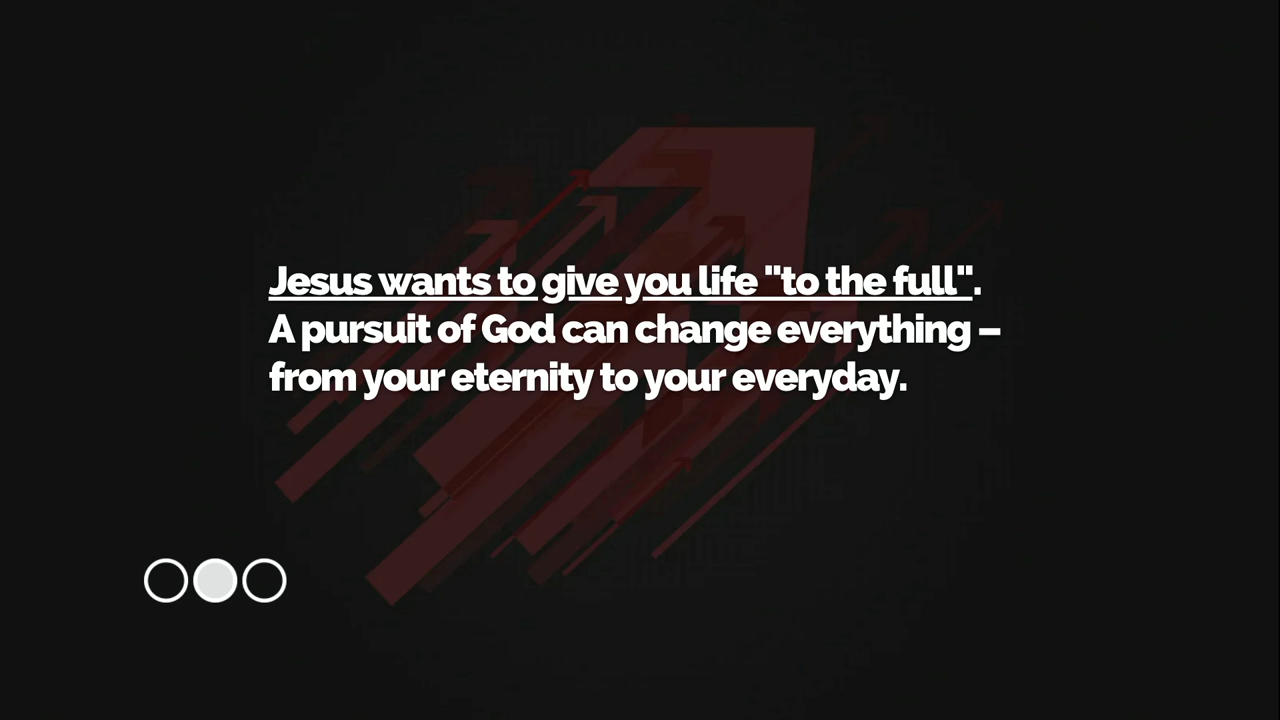 Jesus wants to give you life "to the full".
A pursuit of God can change everything –
from your eternity to your everyday.